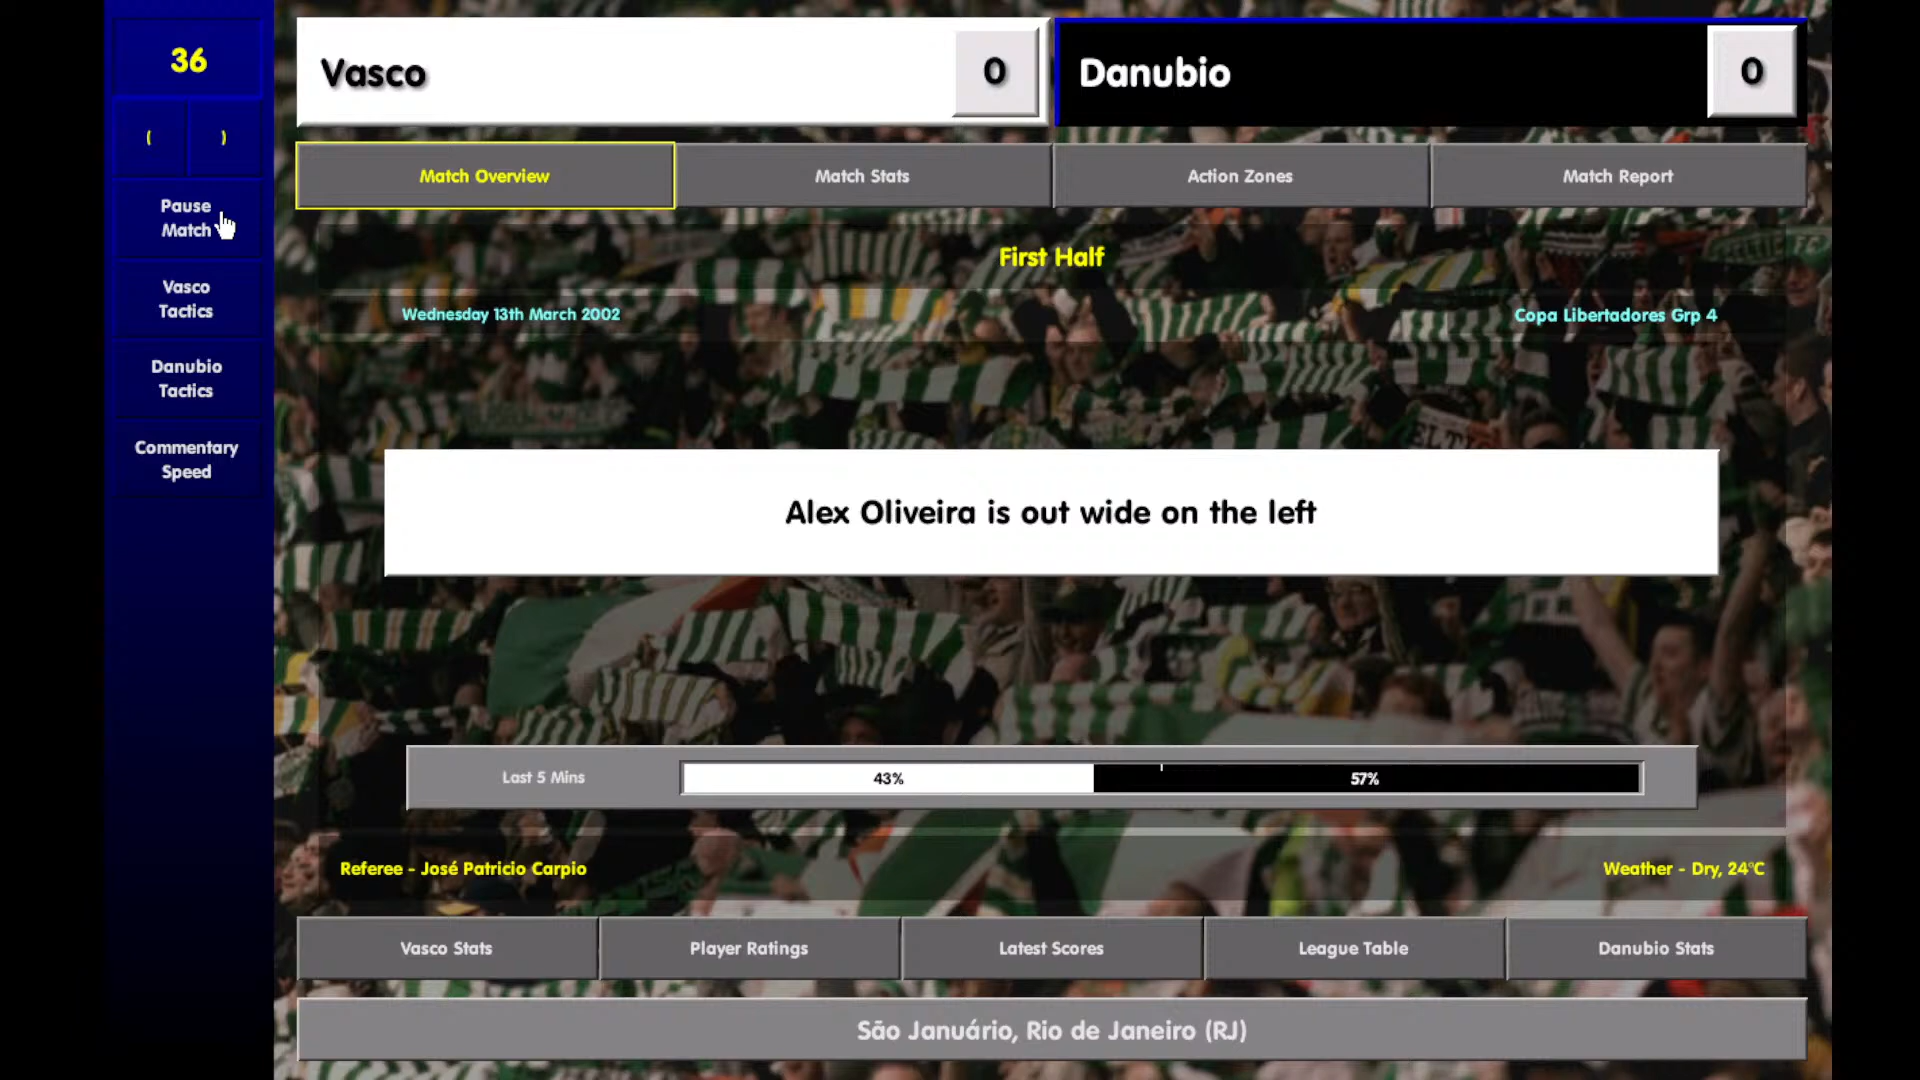 36
Vasco
0
Danubio
0
( )
Pause
Match
Vasco
Tactics
Danubio
Tactics
Commentary
Speed
Match Overview
Match Stats
Action Zones
Match Report
First Half
Wednesday 13th March 2002
Copa Libertadores Grp 4
Alex Oliveira is out wide on the left
Last 5 Mins
43%
57%
Referee - José Patricio Carpio
Weather - Dry, 24°C
Vasco Stats
Player Ratings
Latest Scores
League Table
Danubio Stats
São Januário, Rio de Janeiro (RJ)